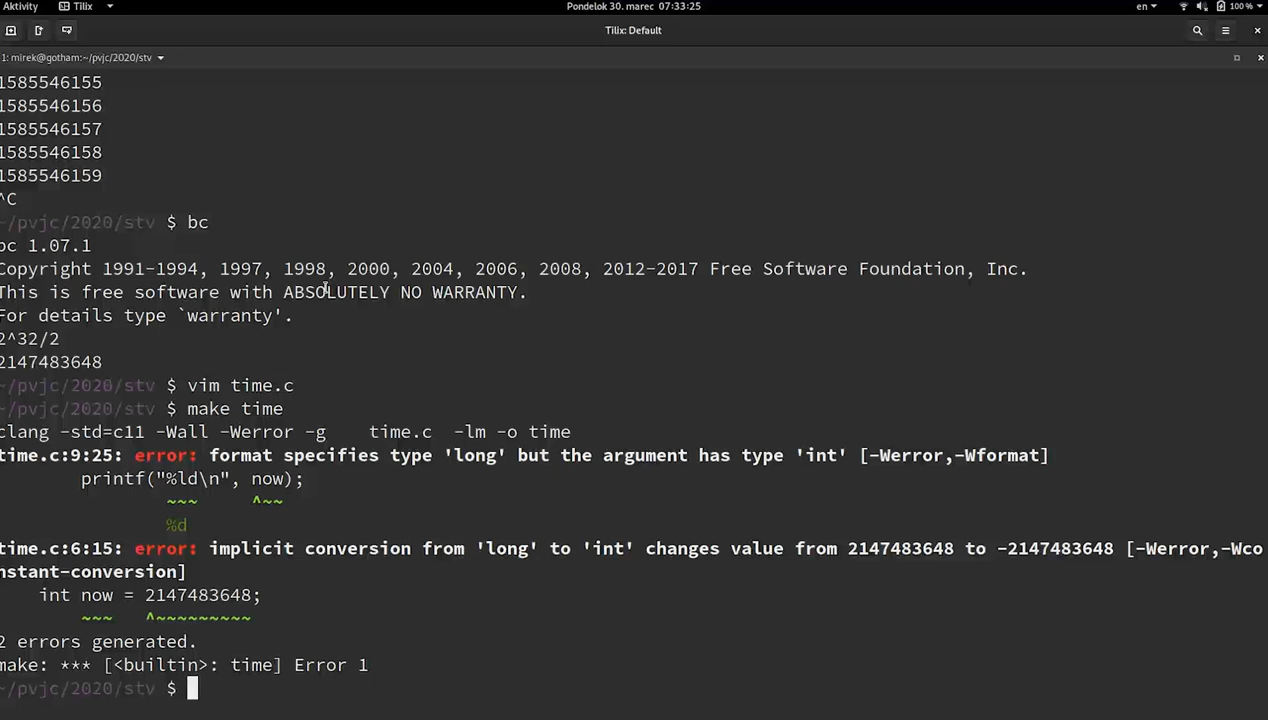 Aktivity Tilix Pondelok 30. marec 07:33:25 en 100 %
Tilix: Default
1: mirek@gotham:~/pvjc/2020/stv
1585546155
1585546156
1585546157
1585546158
1585546159
^C
~/pvjc/2020/stv $ bc
bc 1.07.1
Copyright 1991-1994, 1997, 1998, 2000, 2004, 2006, 2008, 2012-2017 Free Software Foundation, Inc.
This is free software with ABSOLUTELY NO WARRANTY.
For details type `warranty'.
2^32/2
2147483648
~/pvjc/2020/stv $ vim time.c
~/pvjc/2020/stv $ make time
clang -std=c11 -Wall -Werror -g    time.c  -lm -o time
time.c:9:25: error: format specifies type 'long' but the argument has type 'int' [-Werror,-Wformat]
        printf("%ld\n", now);
                ~~~     ^~~
                %d
time.c:6:15: error: implicit conversion from 'long' to 'int' changes value from 2147483648 to -2147483648 [-Werror,-Wco
nstant-conversion]
    int now = 2147483648;
        ~~~   ^~~~~~~~~~
2 errors generated.
make: *** [<builtin>: time] Error 1
~/pvjc/2020/stv $